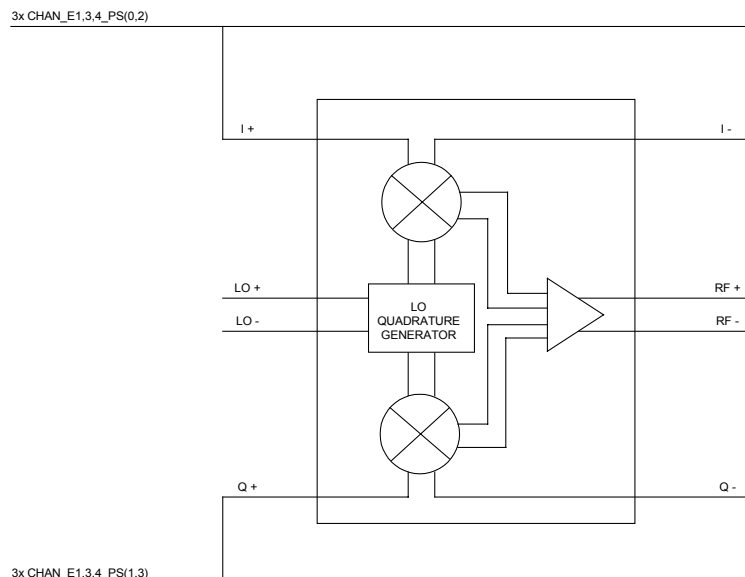 3x CHAN_E1,3,4_PS(0,2)
I +
I -
LO +
LO
QUADRATURE
GENERATOR
RF +
LO -
RF -
Q +
Q -
3x CHAN_E1,3,4_PS(1,3)